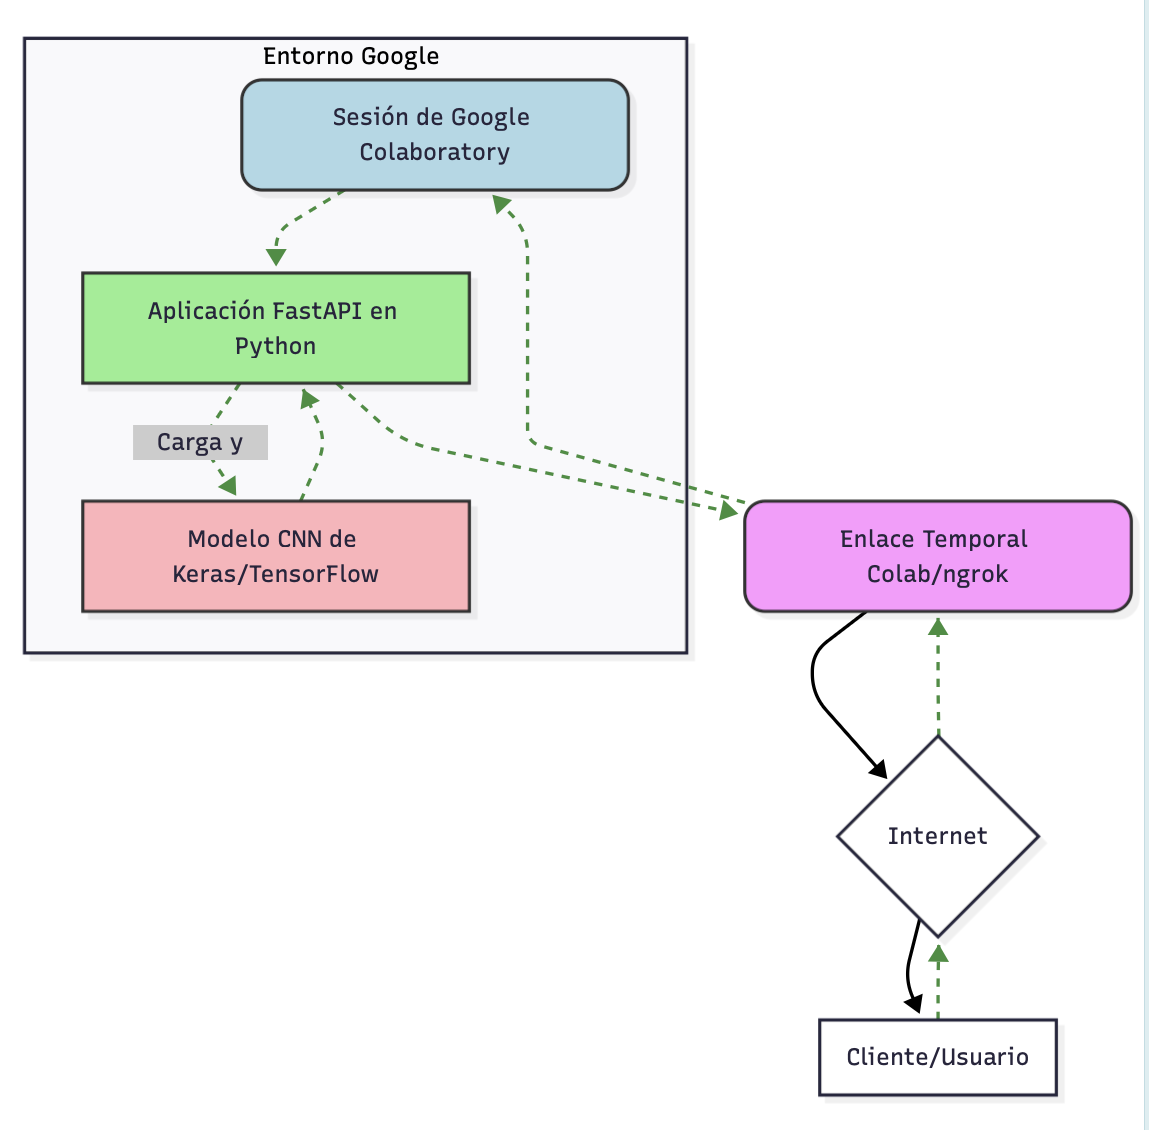 Entorno Google
Sesión de Google
Colaboratory
Aplicación FastAPI en
Python
Carga y
Modelo CNN de
Keras/TensorFlow
Enlace Temporal
Colab/ngrok
Internet
Cliente/Usuario